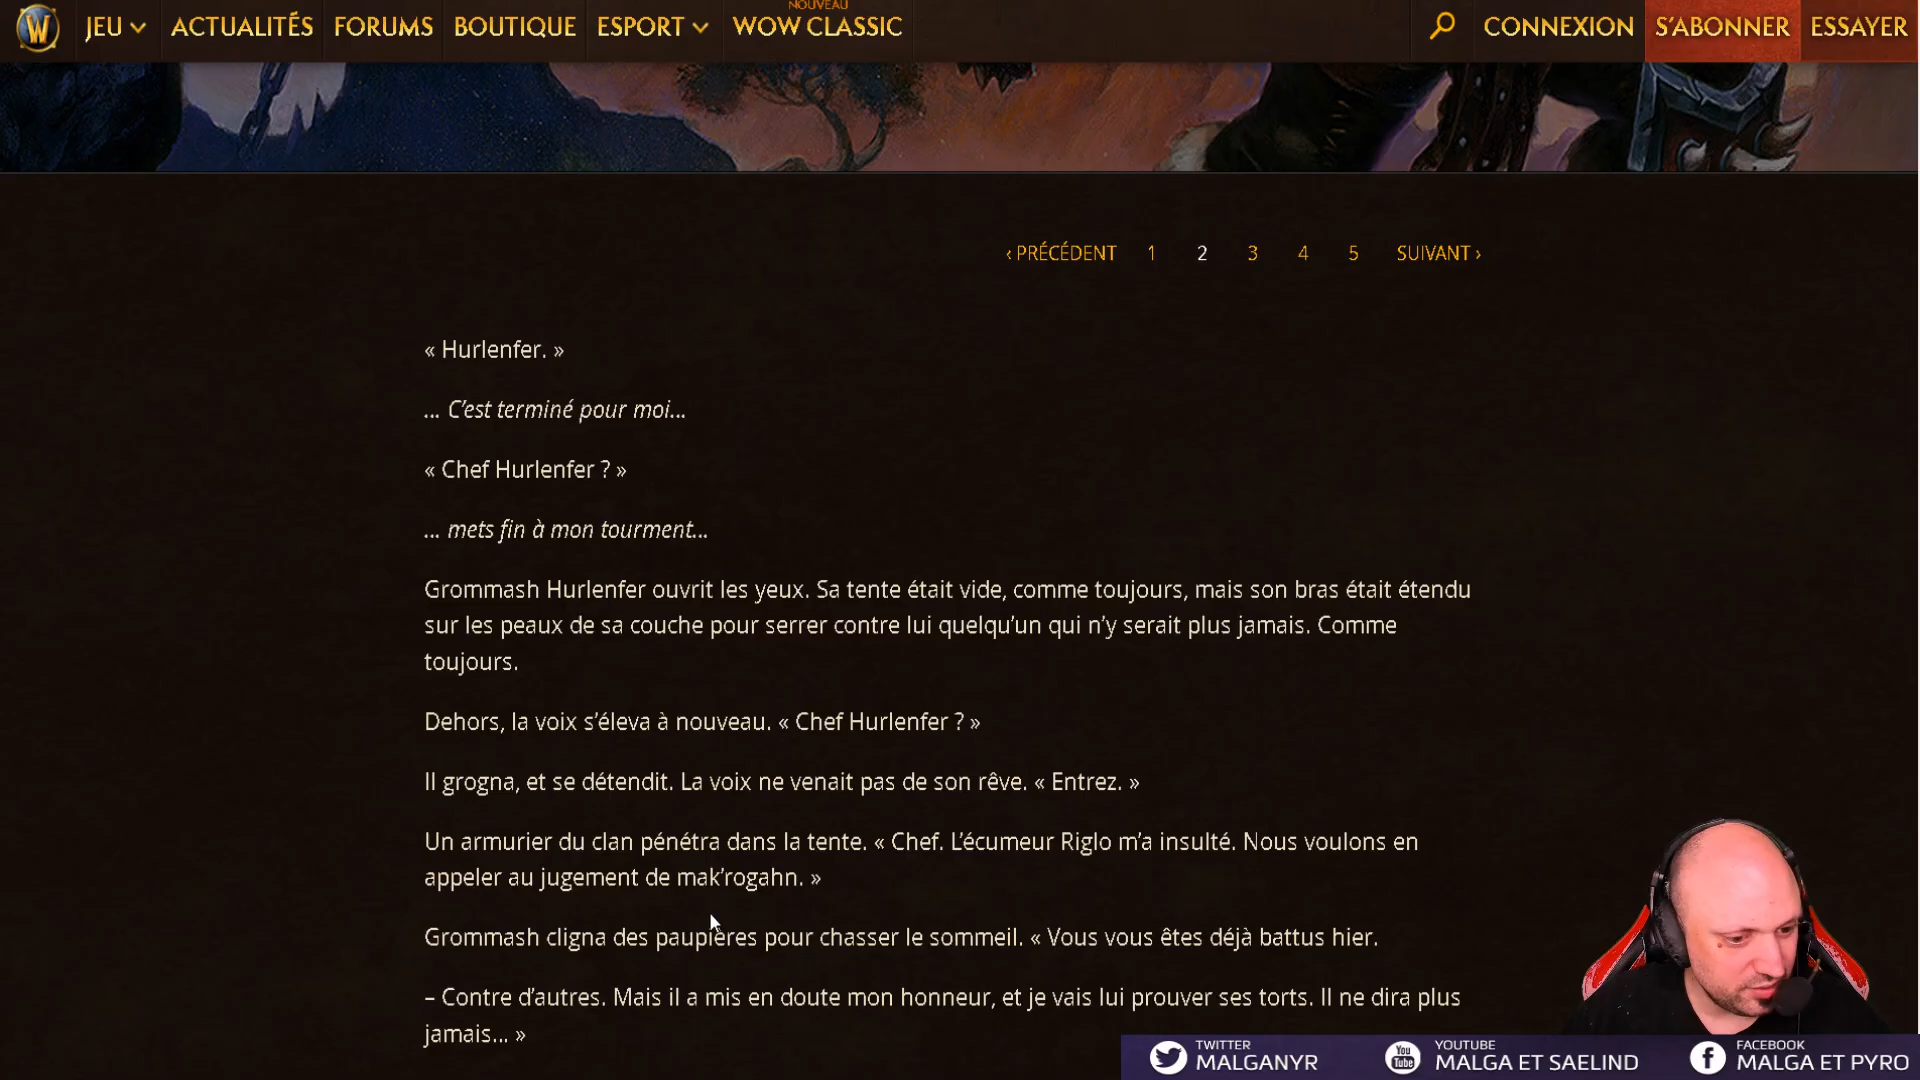 NOUVEAU
JEU ACTUALITÉS FORUMS BOUTIQUE ESPORT WOW CLASSIC CONNEXION S'ABONNER ESSAYER
‹ PRÉCÉDENT 1 2 3 4 5 SUIVANT ›
« Hurlenfer. »
... C’est terminé pour moi...
« Chef Hurlenfer ? »
... mets fin à mon tourment...
Grommash Hurlenfer ouvrit les yeux. Sa tente était vide, comme toujours, mais son bras était étendu
sur les peaux de sa couche pour serrer contre lui quelqu’un qui n’y serait plus jamais. Comme
toujours.
Dehors, la voix s’éleva à nouveau. « Chef Hurlenfer ? »
Il grogna, et se détendit. La voix ne venait pas de son rêve. « Entrez. »
Un armurier du clan pénétra dans la tente. « Chef. L’écumeur Riglo m’a insulté. Nous voulons en
appeler au jugement de mak’rogahn. »
Grommash cligna des paupières pour chasser le sommeil. « Vous vous êtes déjà battus hier.
– Contre d’autres. Mais il a mis en doute mon honneur, et je vais lui prouver ses torts. Il ne dira plus
jamais... »
TWITTER
MALGANYR
You Tube
YOUTUBE
MALGA ET SAELIND
FACEBOOK
MALGA ET PYRO